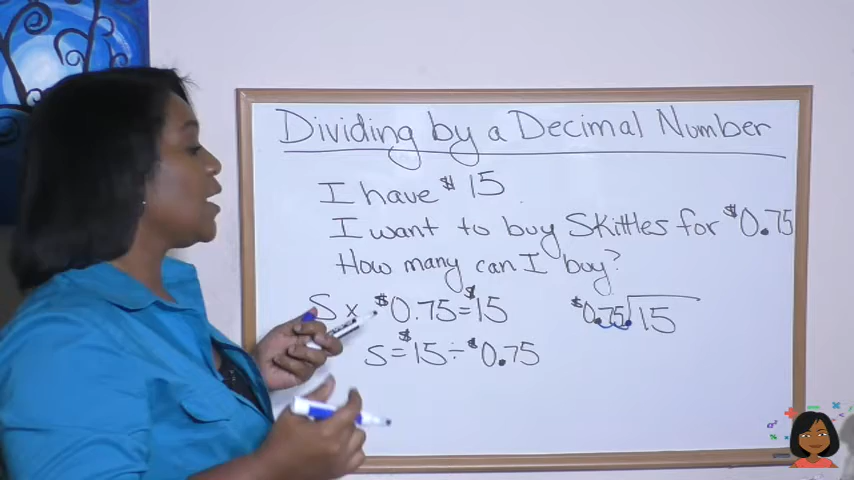 Dividing by a Decimal Number
I have $15
I want to buy Skittles for $0.75
How many can I buy?
S x $0.75 = $15
$0.75 15
S = $15 ÷ $0.75